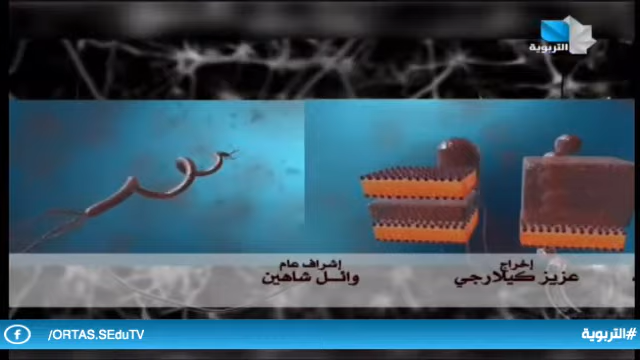 التربوية
إخراج
عزيز كيلارجي
إشراف عام
وائل شاهين
/ORTAS.SEduTV
#التربوية